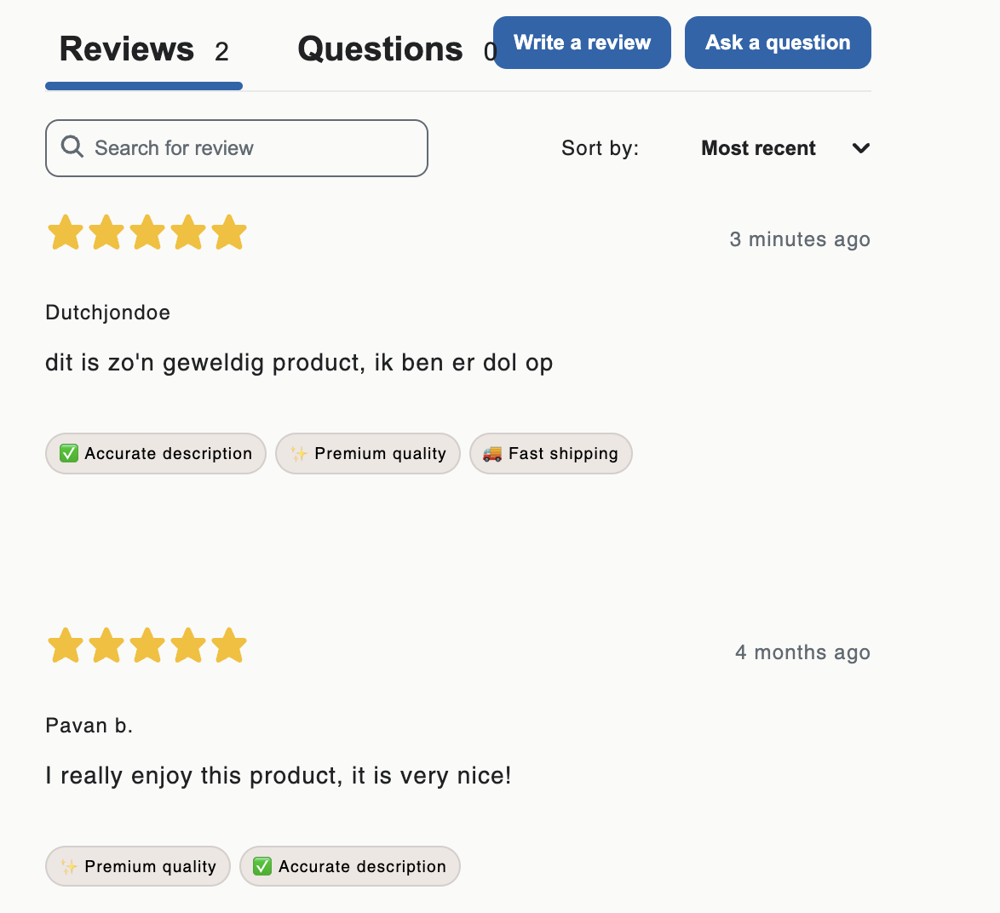 Reviews 2 Questions 0 Write a review Ask a question
Search for review Sort by: Most recent
3 minutes ago
Dutchjondoe
dit is zo'n geweldig product, ik ben er dol op
✅ Accurate description ✨ Premium quality 🚚 Fast shipping
4 months ago
Pavan b.
I really enjoy this product, it is very nice!
✨ Premium quality ✅ Accurate description